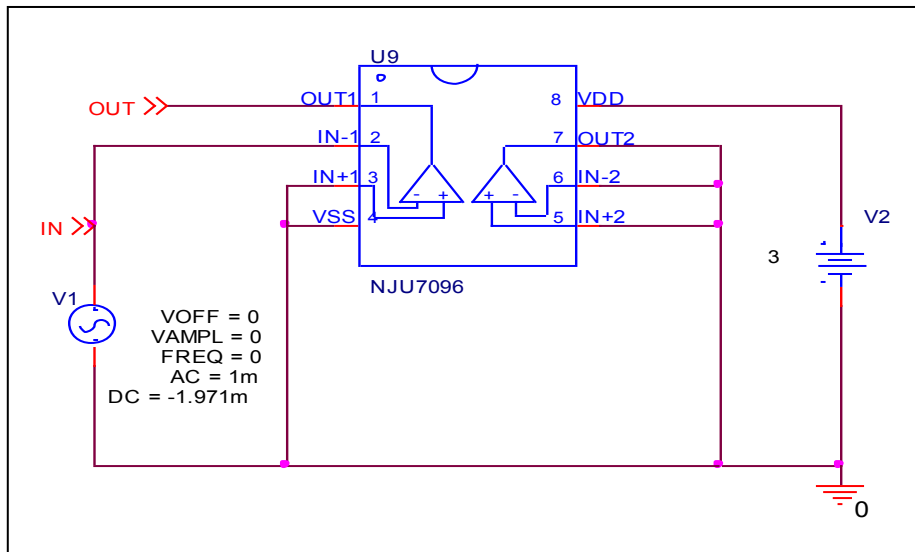 U9
OUT
OUT1
1
8
VDD
IN-1
2
7
OUT2
IN+1
3
-
+
+
-
6
IN-2
IN
VSS
4
5
IN+2
V2
3
NJU7096
V1
VOFF = 0
VAMPL = 0
FREQ = 0
AC = 1m
DC = -1.971m
0